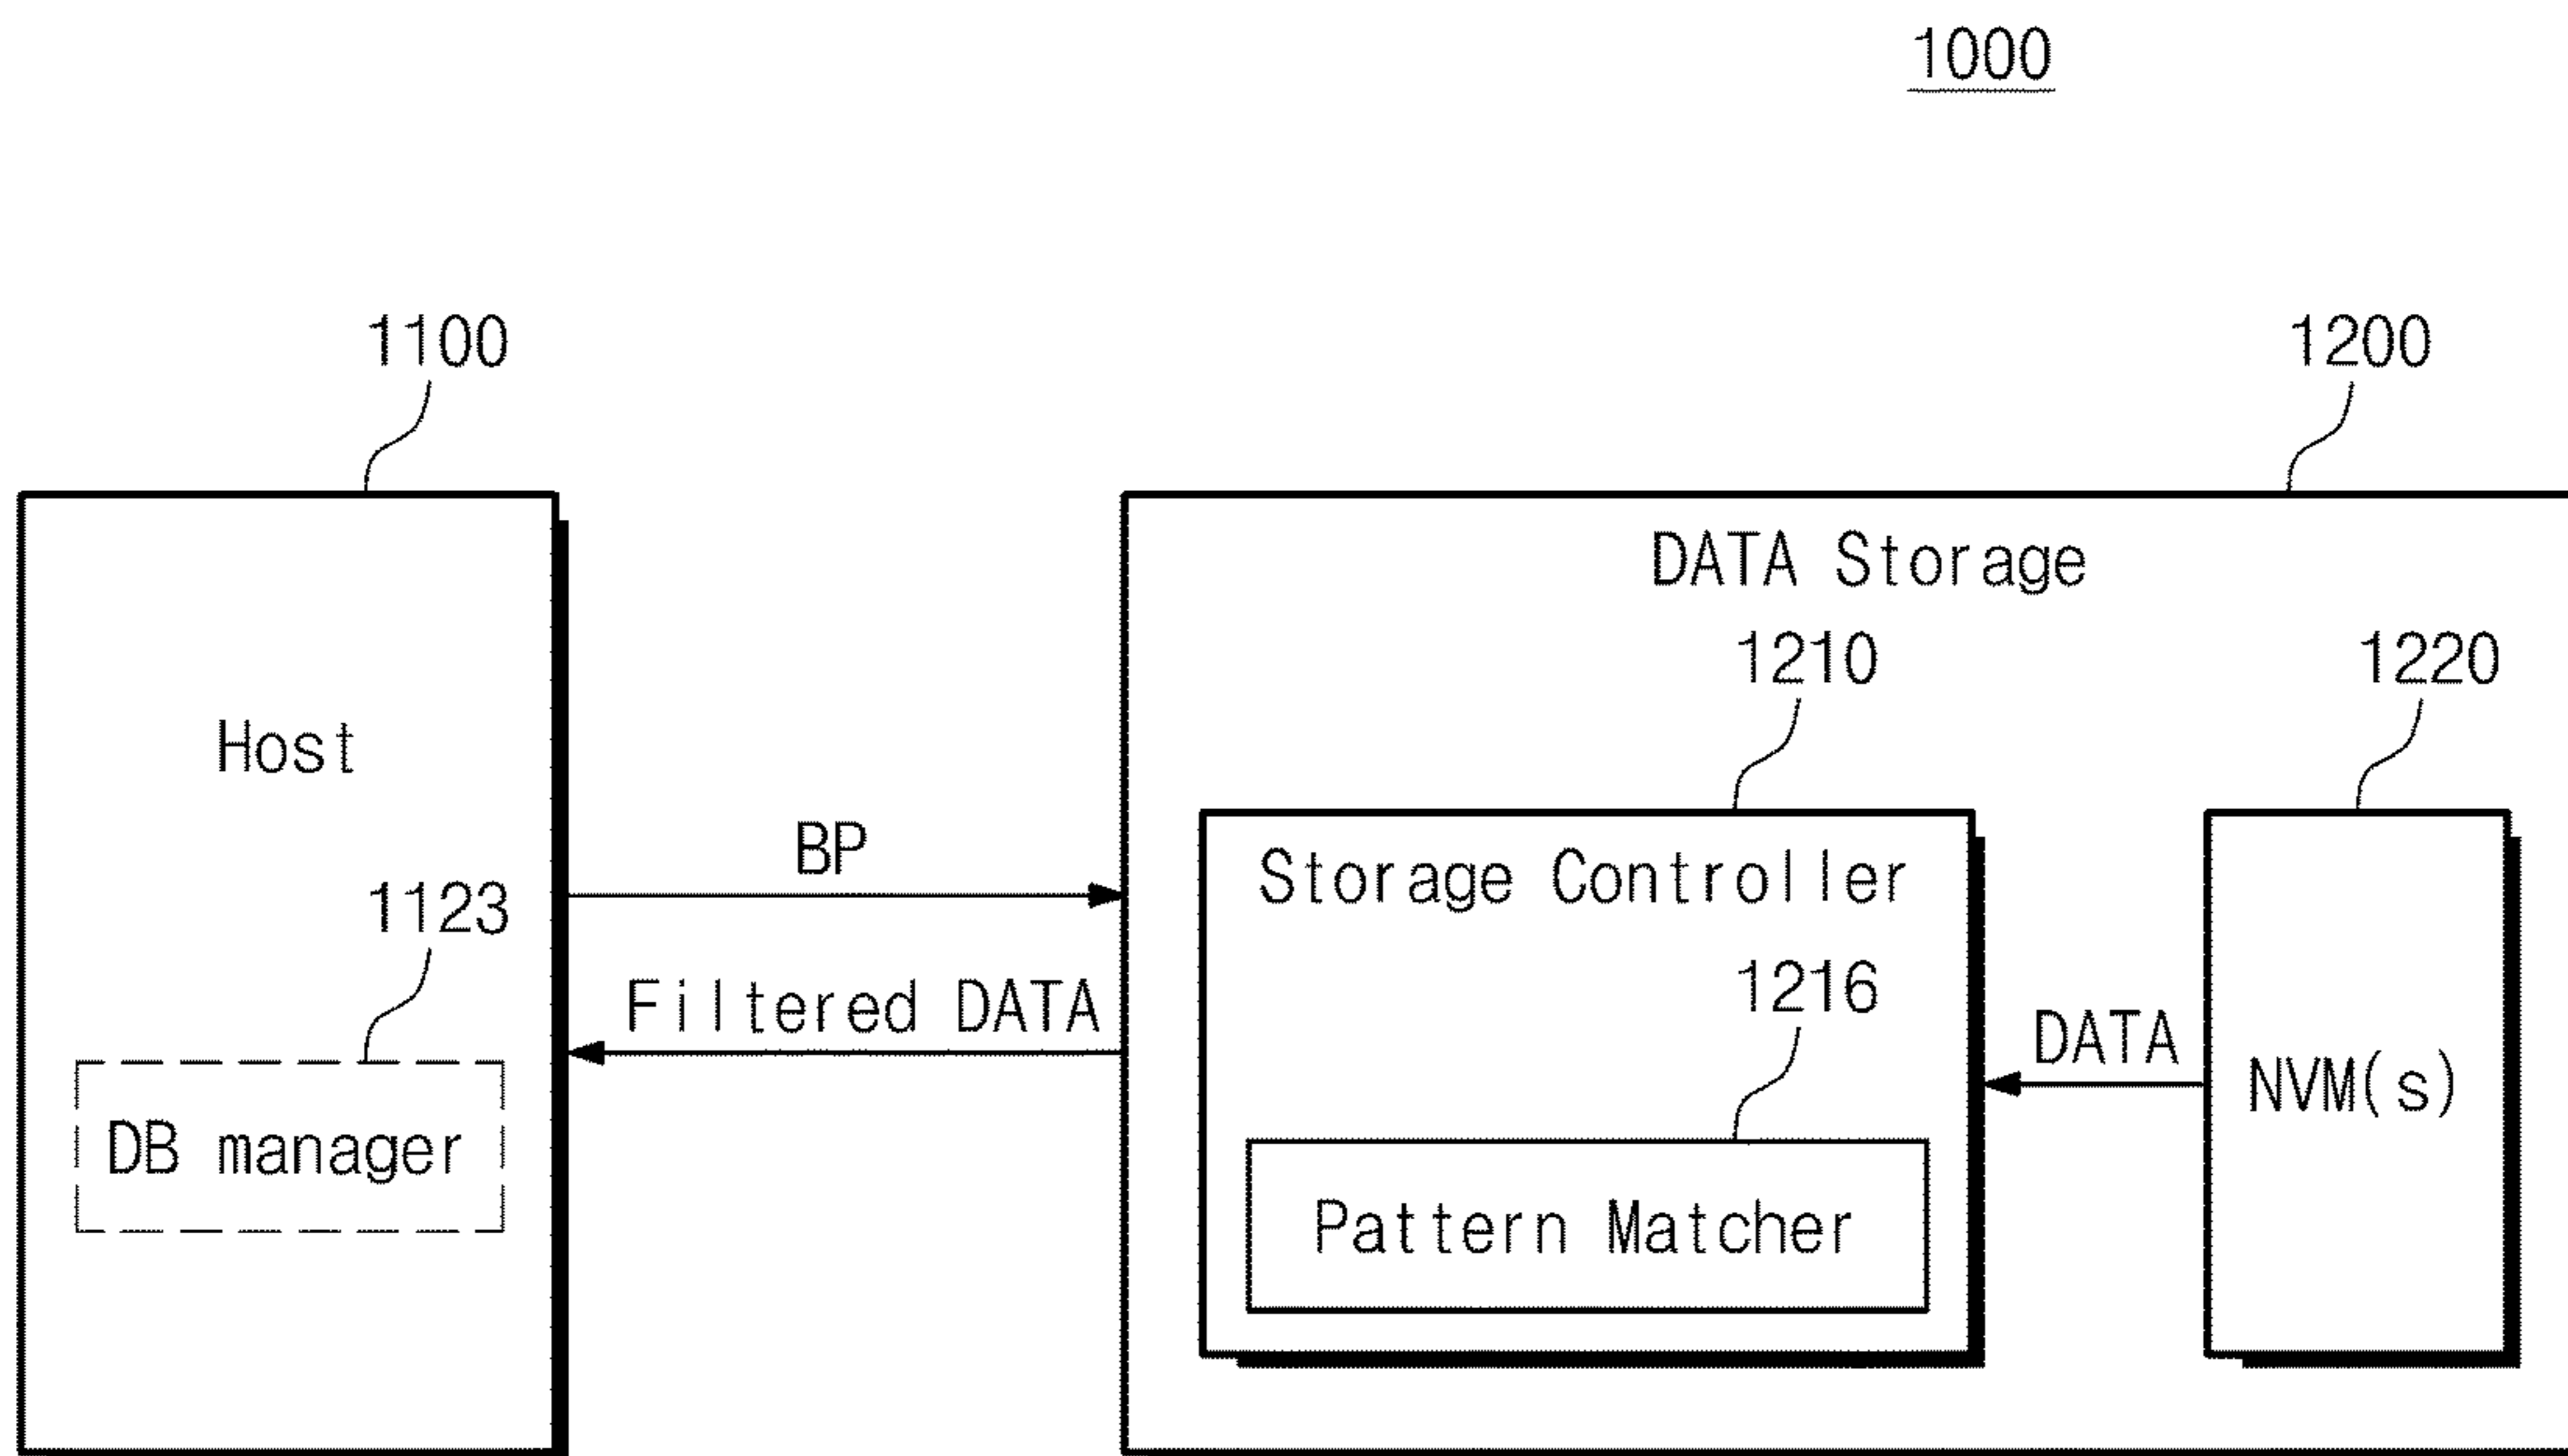 1000
1100
1200
DATA Storage
1210
1220
Host
BP
Storage Controller
1123
1216
Filtered DATA
DATA
NVM(s)
DB manager
Pattern Matcher